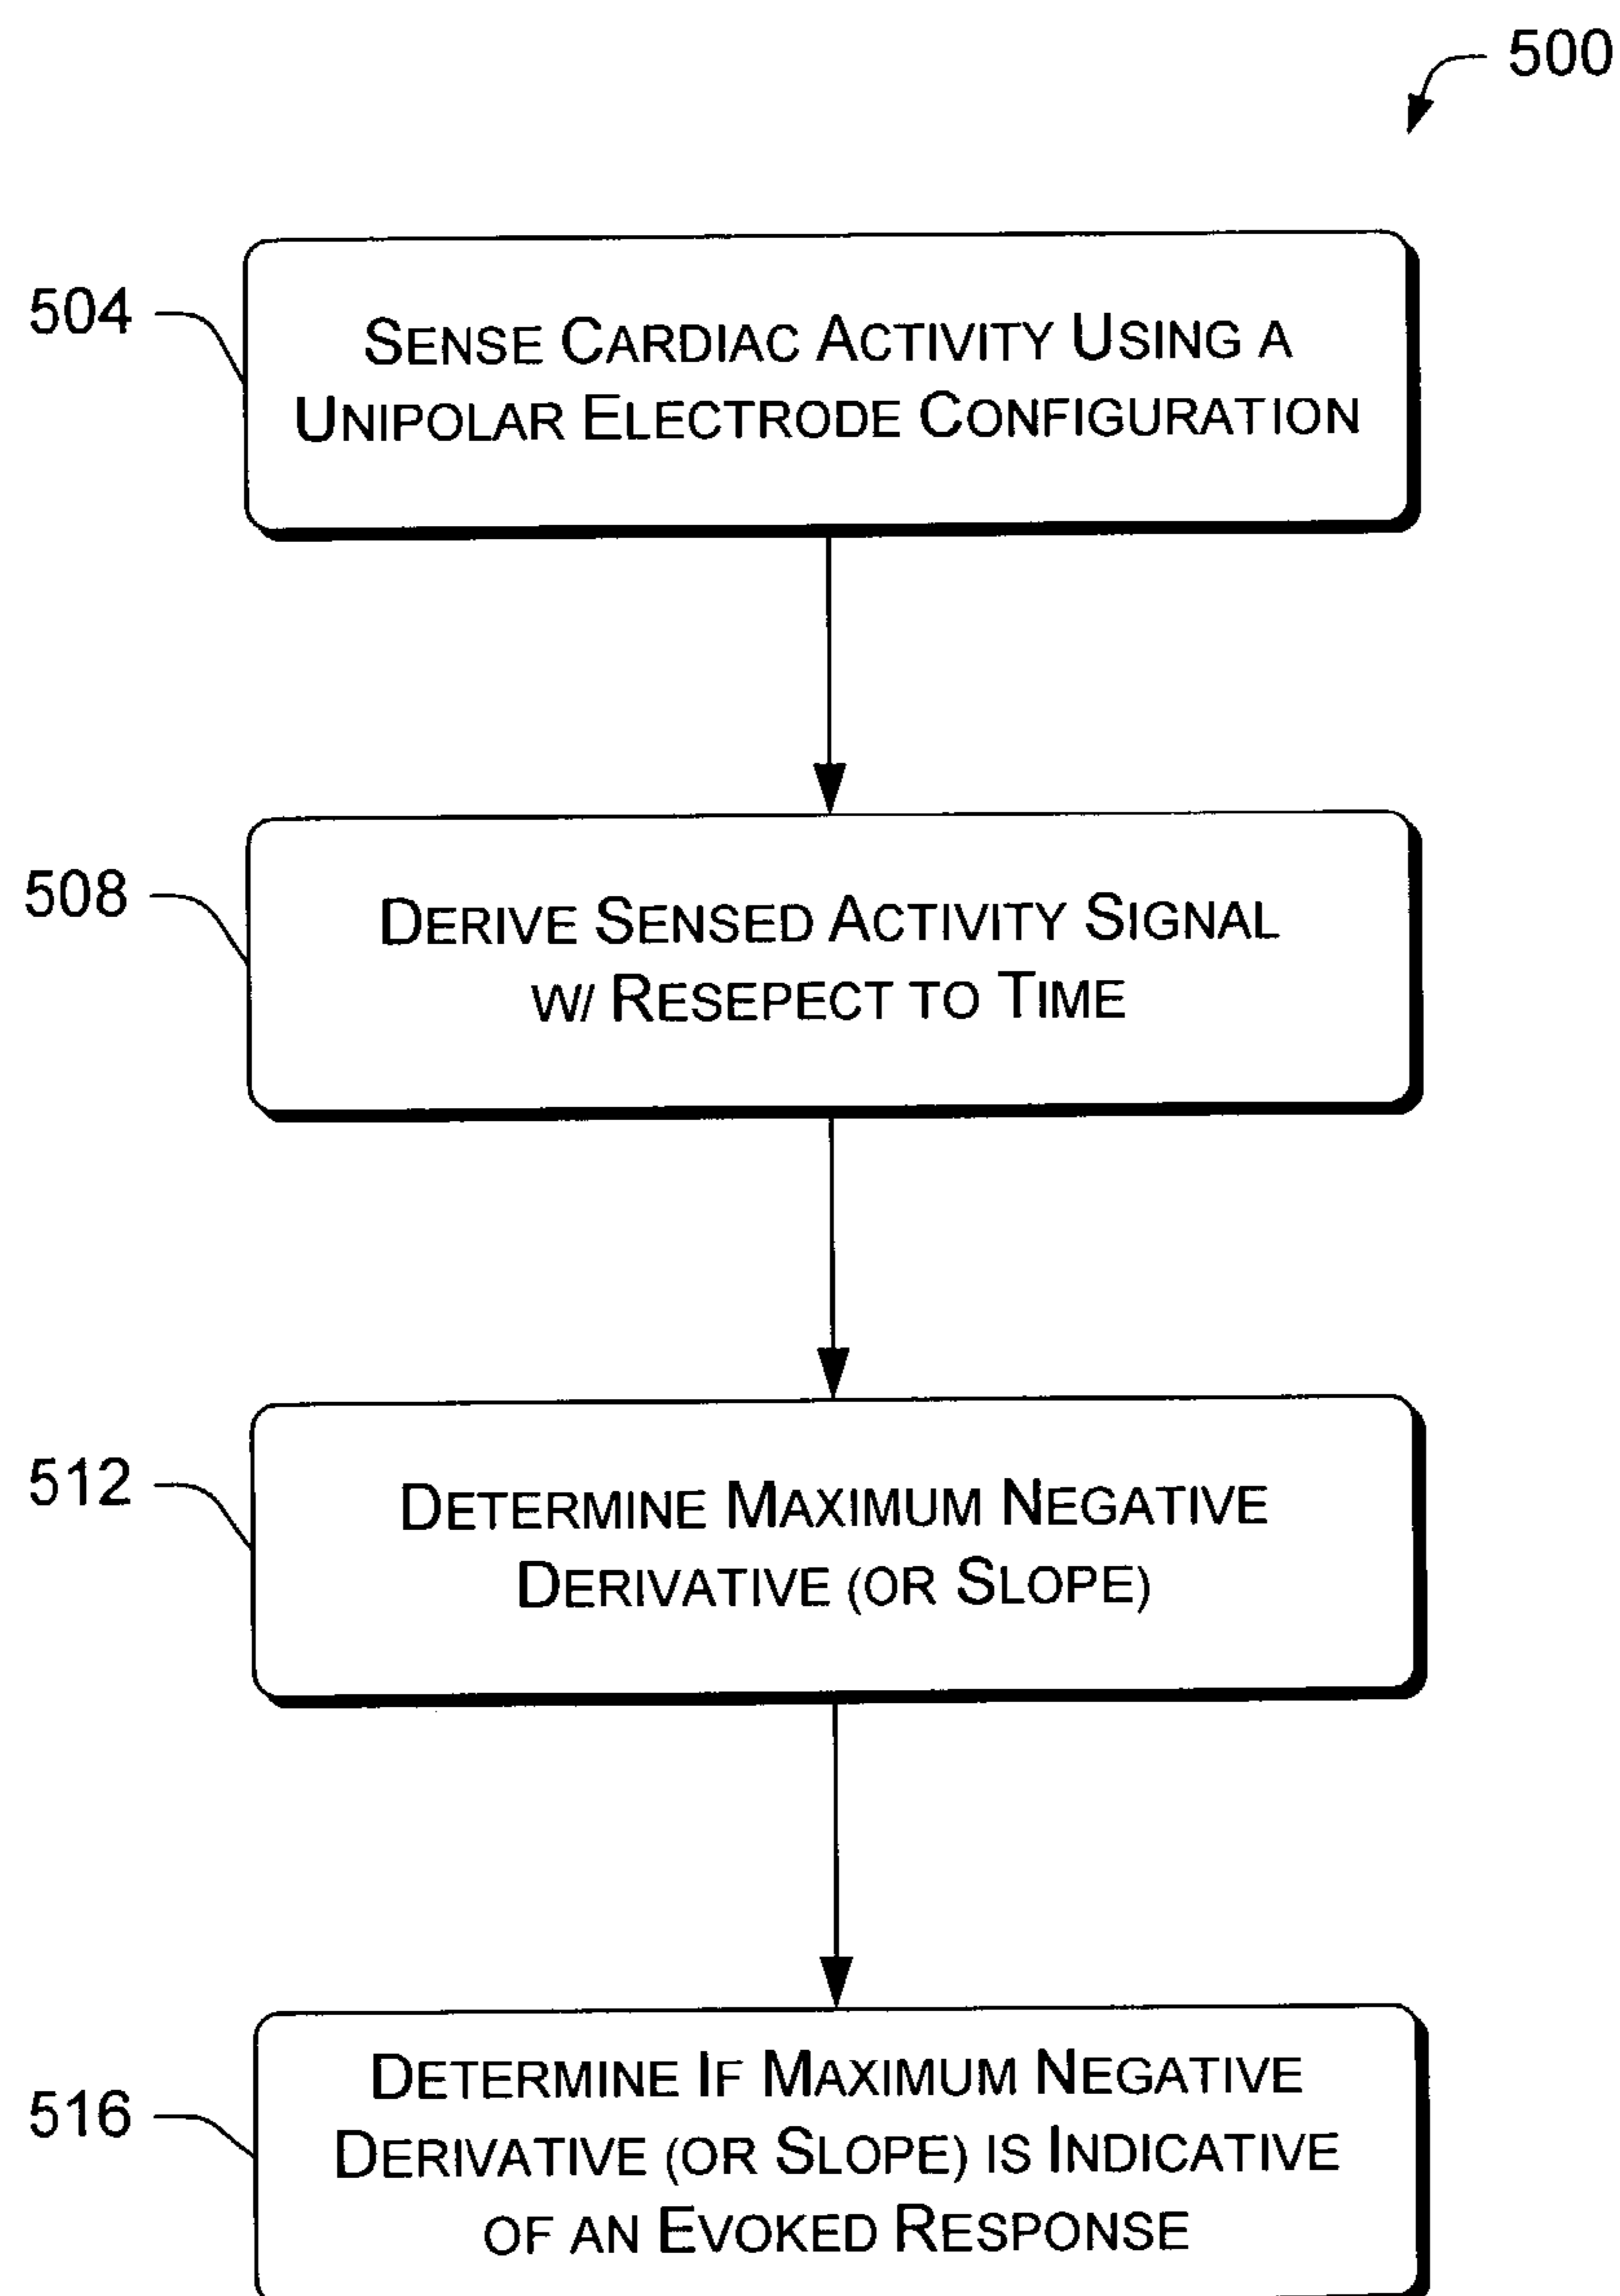 500
504
SENSE CARDIAC ACTIVITY USING A
UNIPOLAR ELECTRODE CONFIGURATION
508
DERIVE SENSED ACTIVITY SIGNAL
W/ RESEPECT TO TIME
512
DETERMINE MAXIMUM NEGATIVE
DERIVATIVE (OR SLOPE)
516
DETERMINE IF MAXIMUM NEGATIVE
DERIVATIVE (OR SLOPE) IS INDICATIVE
OF AN EVOKED RESPONSE